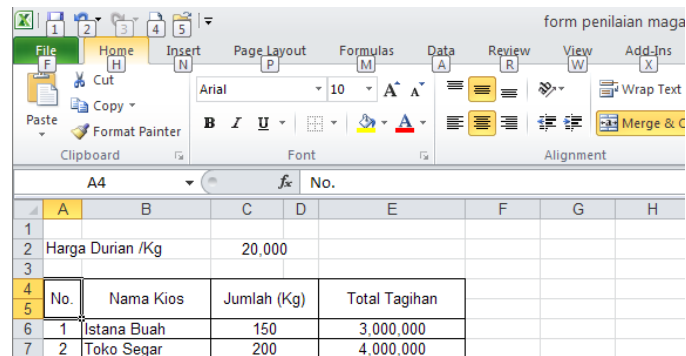 form penilaian maga
1 2 3 4 5
File Home Insert Page Layout Formulas Data Review View Add-Ins
F H N P M A R W X
Cut
Copy
Format Painter
Paste
Arial 10 A A
B I U A
Wrap Text
Merge & C
Clipboard Font Alignment
A4 fx No.
A B C D E F G H
1
2 Harga Durian /Kg 20,000
3
4
5
No. Nama Kios Jumlah (Kg) Total Tagihan
6 1 Istana Buah 150 3,000,000
7 2 Toko Segar 200 4,000,000